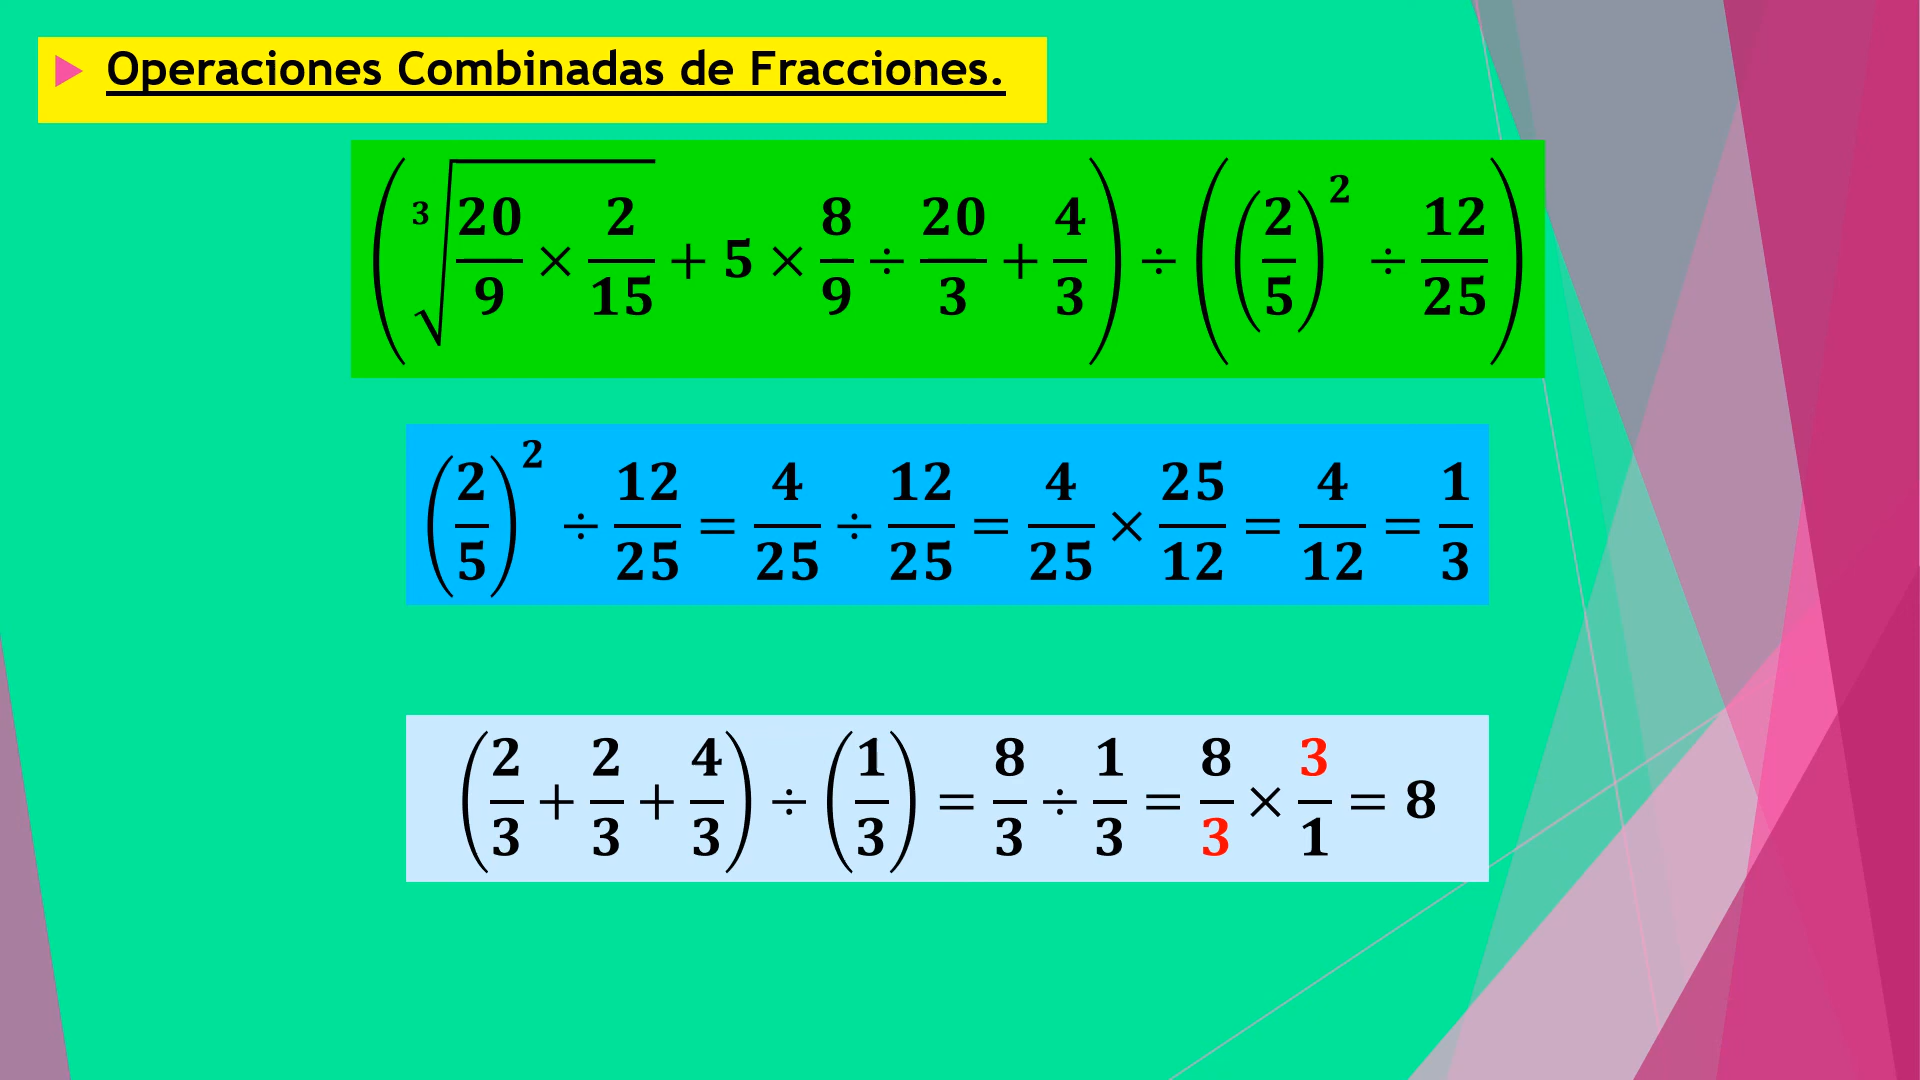 Operaciones Combinadas de Fracciones.
(∛(20/9 × 2/15) + 5 × 8/9 ÷ 20/3 + 4/3) ÷ ((2/5)² ÷ 12/25)
(2/5)² ÷ 12/25 = 4/25 ÷ 12/25 = 4/25 × 25/12 = 4/12 = 1/3
(2/3 + 2/3 + 4/3) ÷ (1/3) = 8/3 ÷ 1/3 = 8/3 × 3/1 = 8